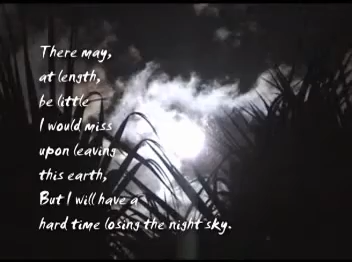 There may,
at length,
be little
I would miss
upon leaving
this earth,
But I will have a
hard time losing the night sky.